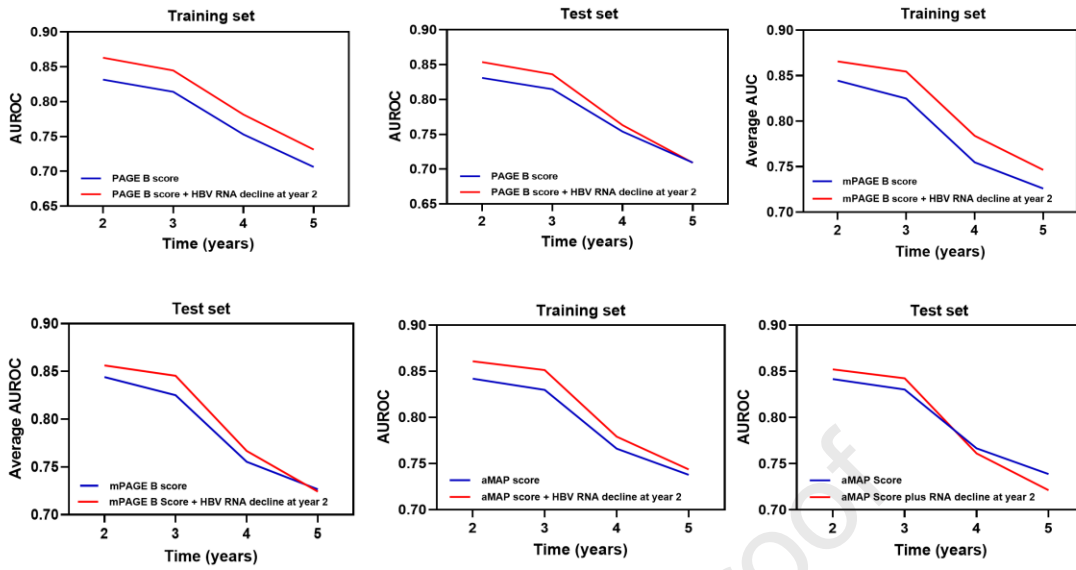 Training set
0.90
0.85
0.80
0.75
0.70
0.65
AUROC
PAGE B score
PAGE B score + HBV RNA decline at year 2
2 3 4 5
Time (years)
Test set
0.90
0.85
0.80
0.75
0.70
0.65
AUROC
PAGE B score
PAGE B score + HBV RNA decline at year 2
2 3 4 5
Time (years)
Training set
0.90
0.85
0.80
0.75
0.70
Average AUC
mPAGE B score
mPAGE B score + HBV RNA decline at year 2
2 3 4 5
Time (years)
Test set
0.90
0.85
0.80
0.75
0.70
Average AUROC
mPAGE B score
mPAGE B Score + HBV RNA decline at year 2
2 3 4 5
Time (years)
Training set
0.90
0.85
0.80
0.75
0.70
AUROC
aMAP score
aMAP score + HBV RNA decline at year 2
2 3 4 5
Time (years)
Test set
0.90
0.85
0.80
0.75
0.70
AUROC
aMAP Score
aMAP Score plus RNA decline at year 2
2 3 4 5
Time (years)
roof